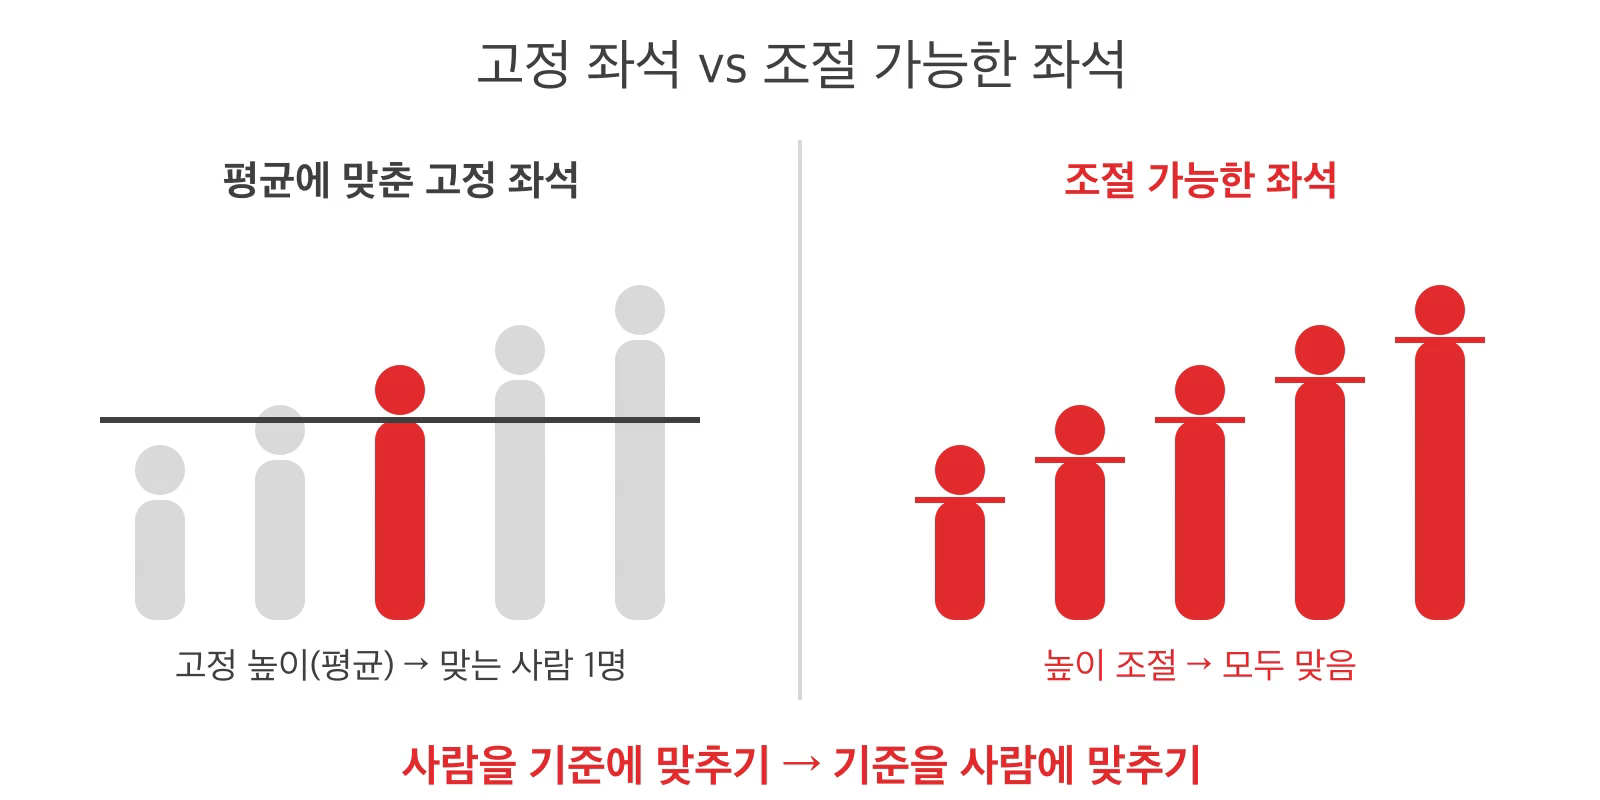 고정 좌석 vs 조절 가능한 좌석
평균에 맞춘 고정 좌석
고정 높이(평균) → 맞는 사람 1명
조절 가능한 좌석
높이 조절 → 모두 맞음
사람을 기준에 맞추기 → 기준을 사람에 맞추기